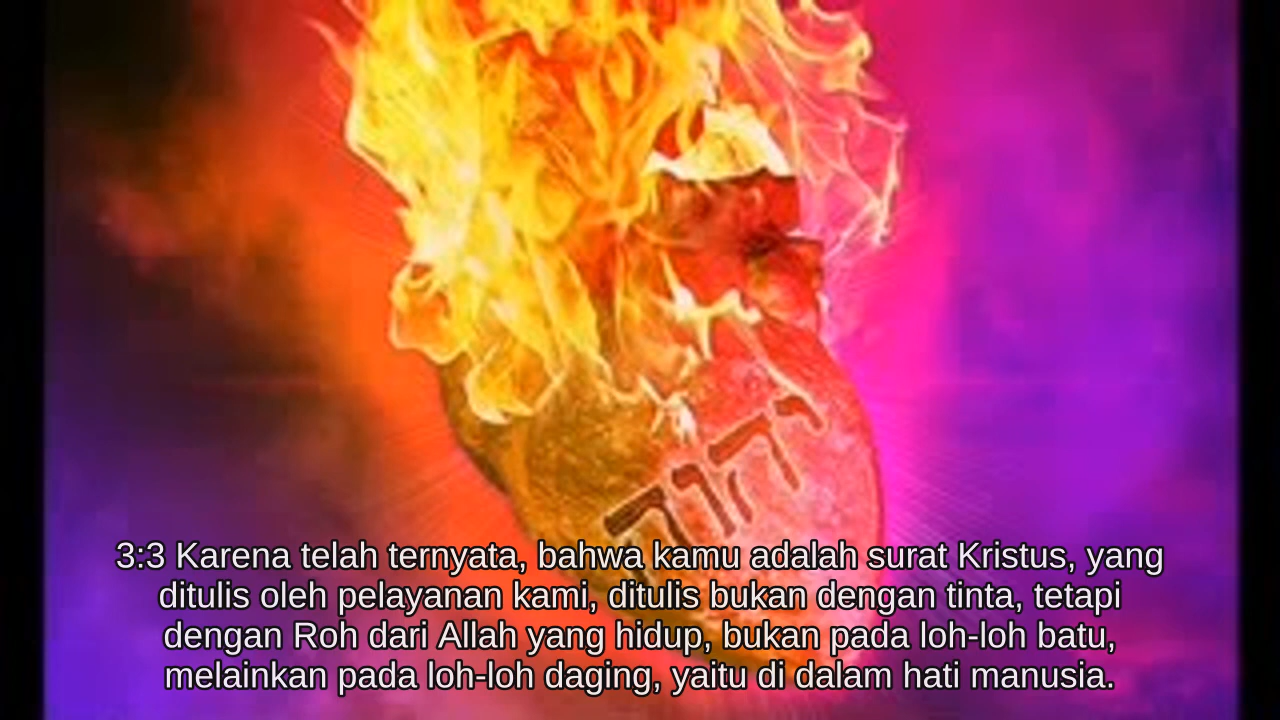 יהוה
3:3 Karena telah ternyata, bahwa kamu adalah surat Kristus, yang
ditulis oleh pelayanan kami, ditulis bukan dengan tinta, tetapi
dengan Roh dari Allah yang hidup, bukan pada loh-loh batu,
melainkan pada loh-loh daging, yaitu di dalam hati manusia.